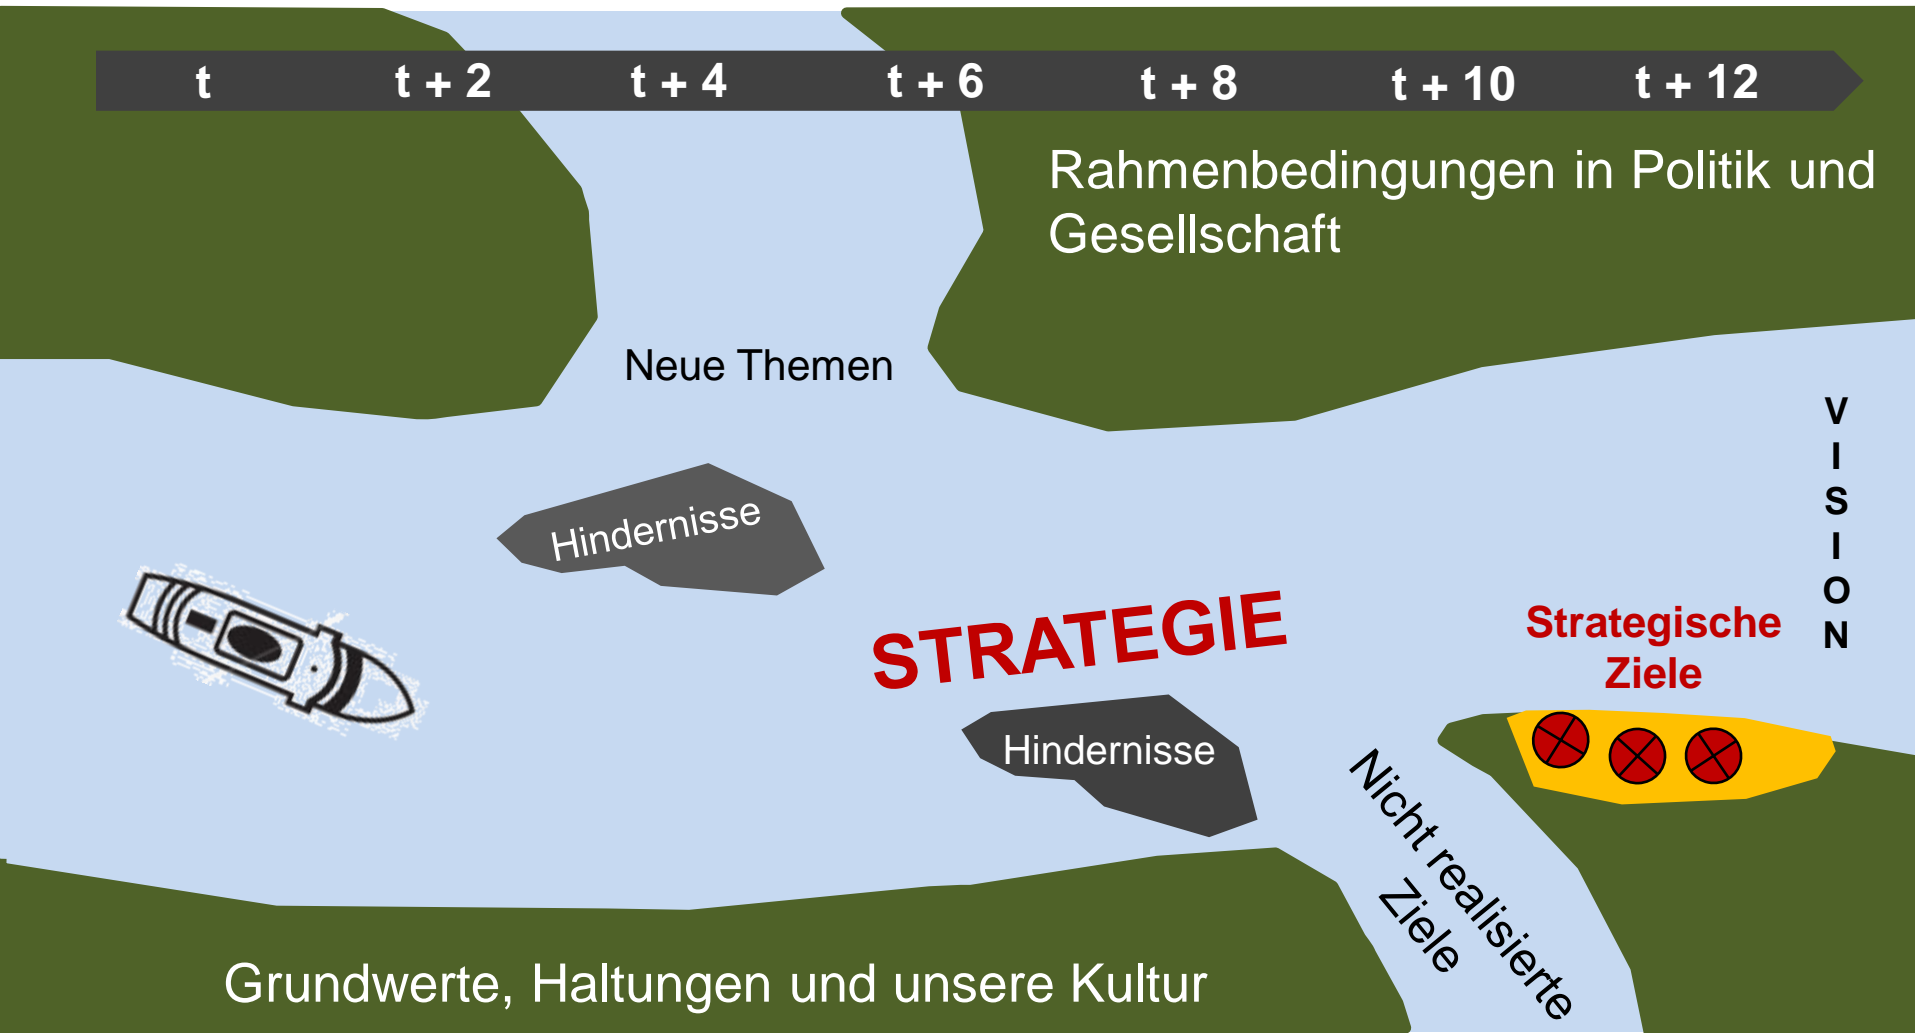 t t + 2 t + 4 t + 6 t + 8 t + 10 t + 12
Rahmenbedingungen in Politik und
Gesellschaft
Neue Themen
V
I
S
I
O
N
Hindernisse
STRATEGIE
Strategische
Ziele
Hindernisse
Nicht realisierte
Ziele
Grundwerte, Haltungen und unsere Kultur